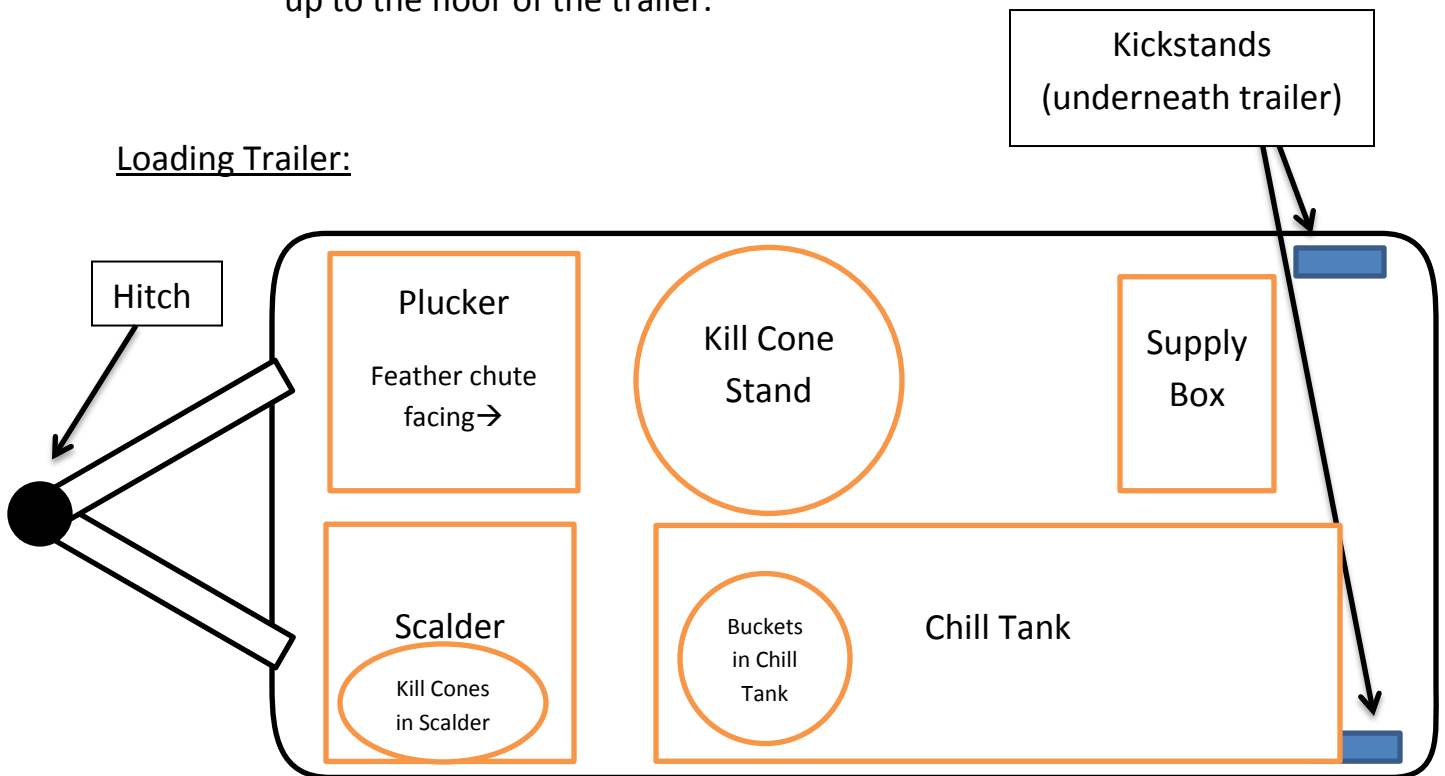 up to the floor of the trailer.
Kickstands
(underneath trailer)
Loading Trailer:
Hitch
Plucker
Feather chute
facing→
Kill Cone
Stand
Supply
Box
Scalder
Kill Cones
in Scalder
Buckets
in Chill
Tank
Chill Tank